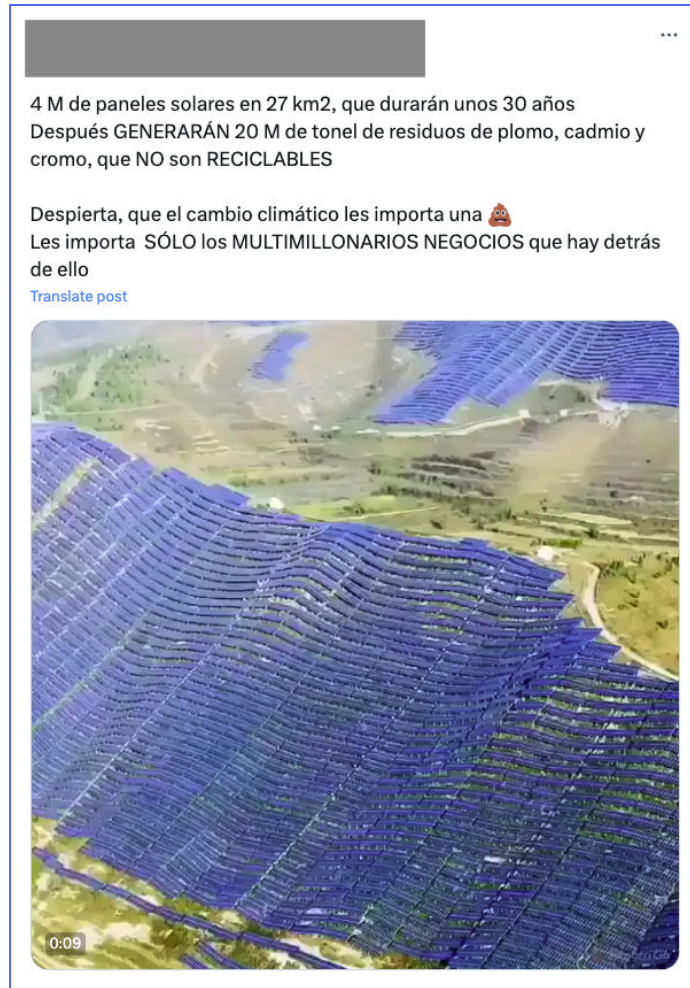 4 M de paneles solares en 27 km2, que durarán unos 30 años
Después GENERARÁN 20 M de tonel de residuos de plomo, cadmio y
cromo, que NO son RECICLABLES
Despierta, que el cambio climático les importa una 💩
Les importa  SÓLO los MULTIMILLONARIOS NEGOCIOS que hay detrás
de ello
Translate post
0:09